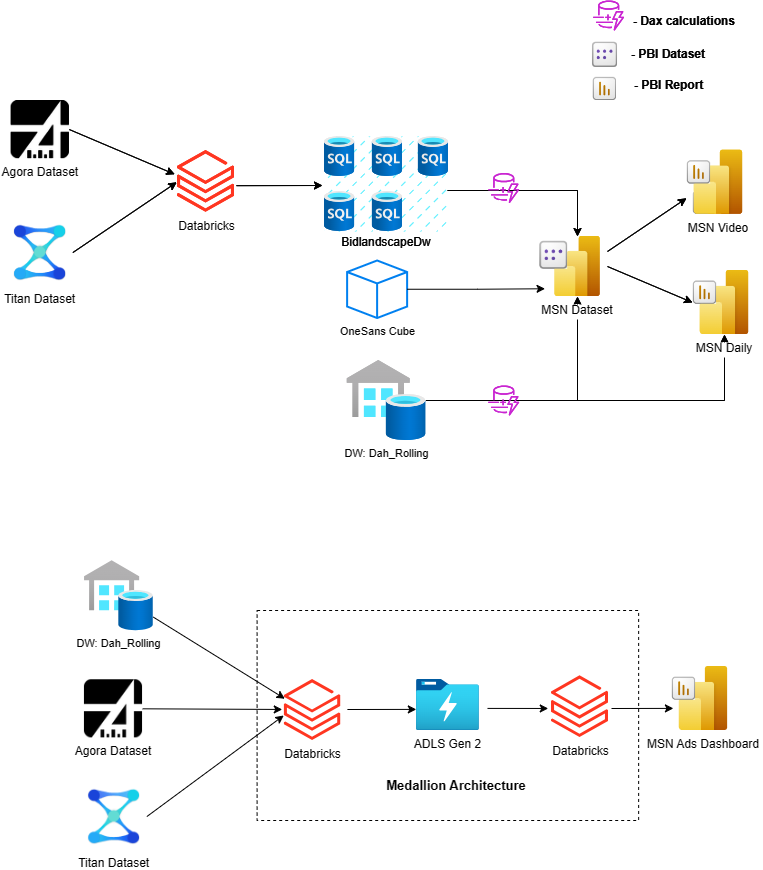 - Dax calculations
- PBI Dataset
- PBI Report
Agora Dataset
Titan Dataset
Databricks
SQL SQL SQL
SQL SQL
BidlandscapeDw
OneSans Cube
DW: Dah_Rolling
MSN Dataset
MSN Video
MSN Daily
DW: Dah_Rolling
Agora Dataset
Titan Dataset
Databricks
ADLS Gen 2
Databricks
Medallion Architecture
MSN Ads Dashboard